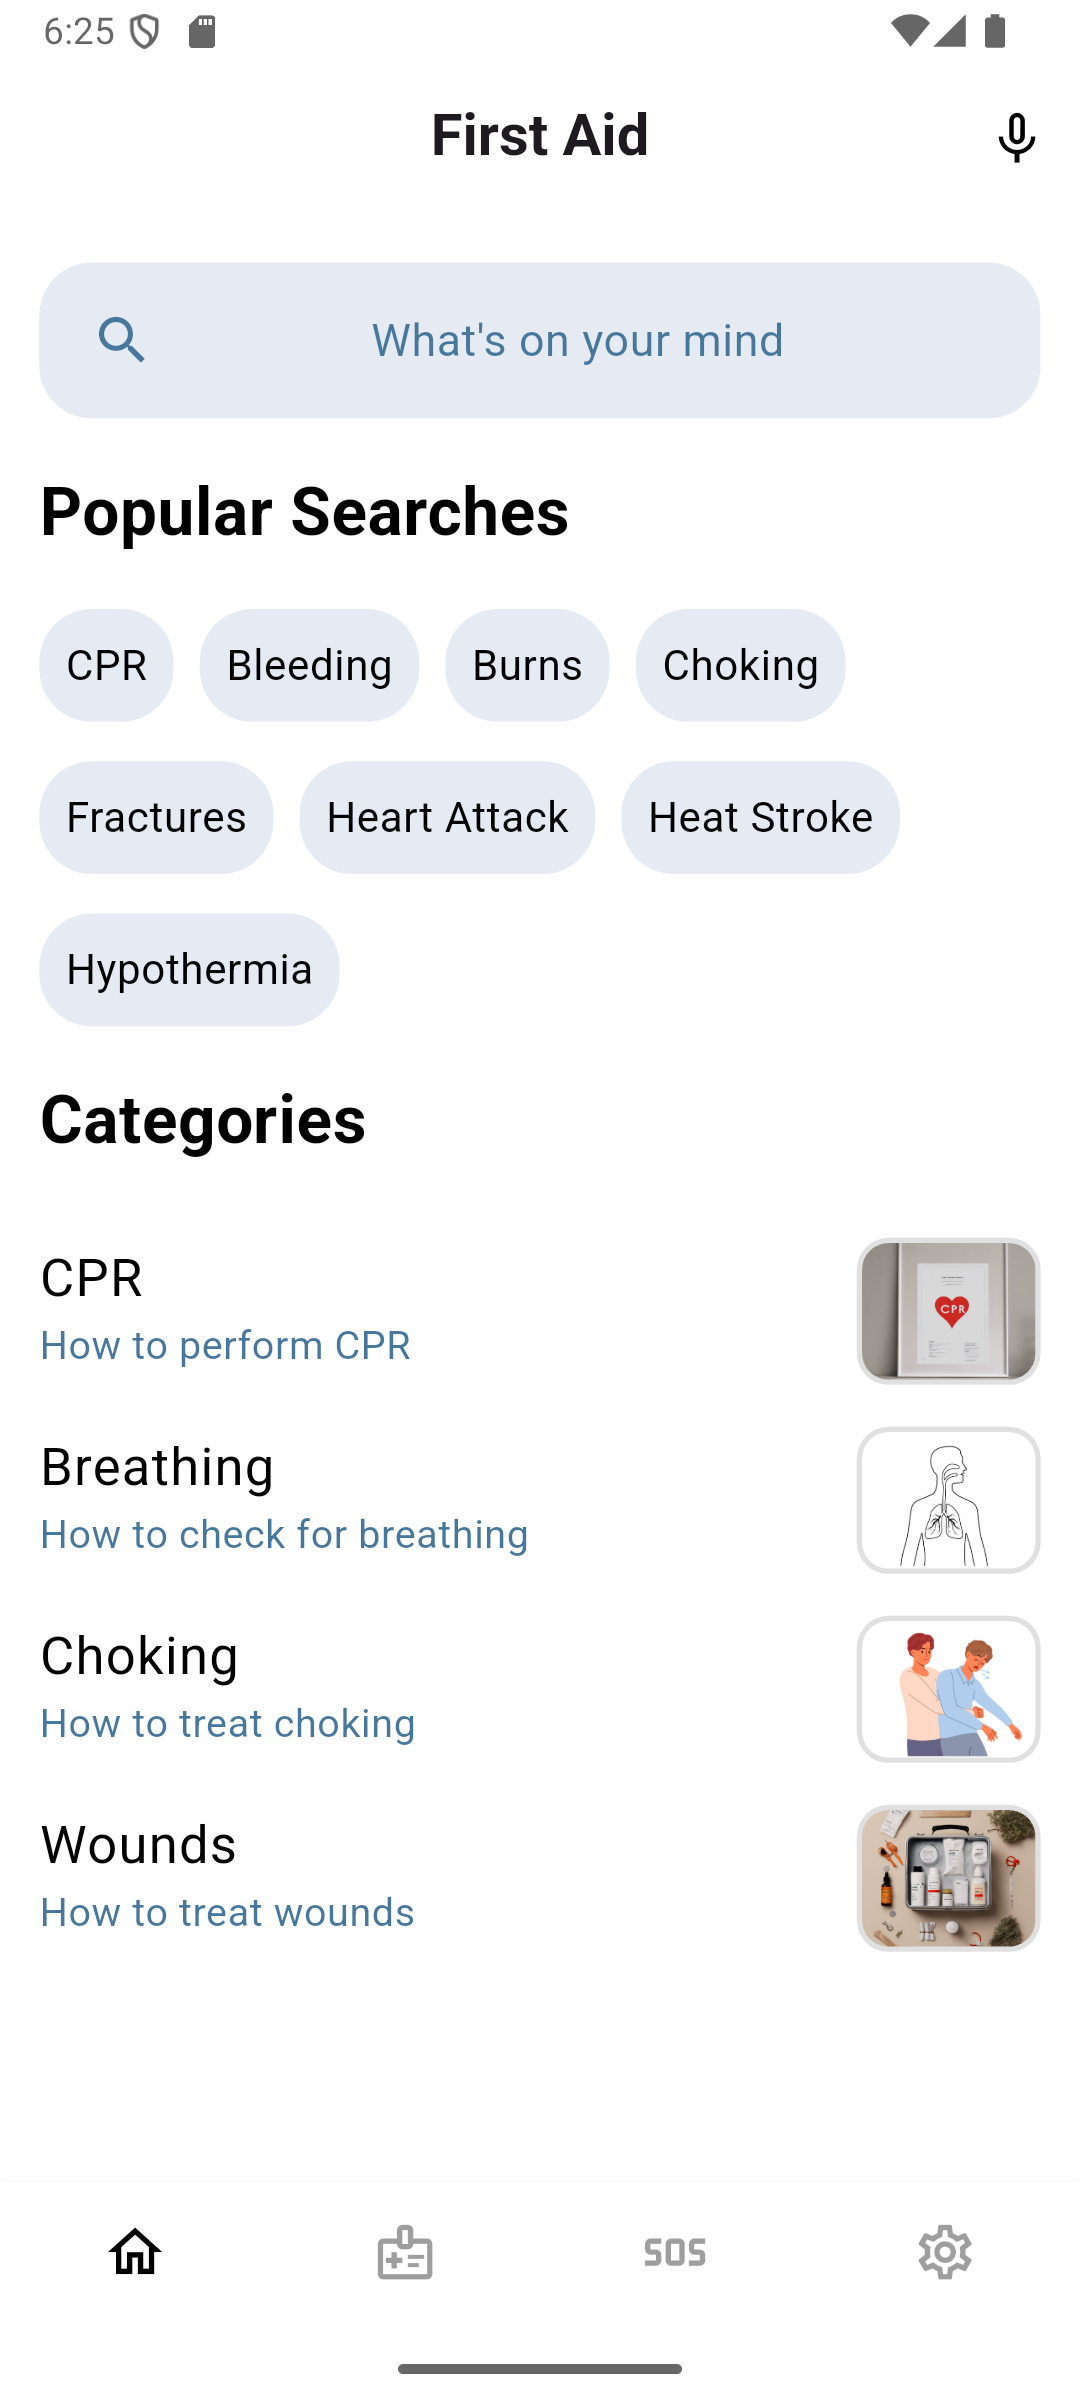 6:25
First Aid
What's on your mind
Popular Searches
CPR Bleeding Burns Choking
Fractures Heart Attack Heat Stroke
Hypothermia
Categories
CPR
How to perform CPR
CPR
Breathing
How to check for breathing
Choking
How to treat choking
Wounds
How to treat wounds
SOS